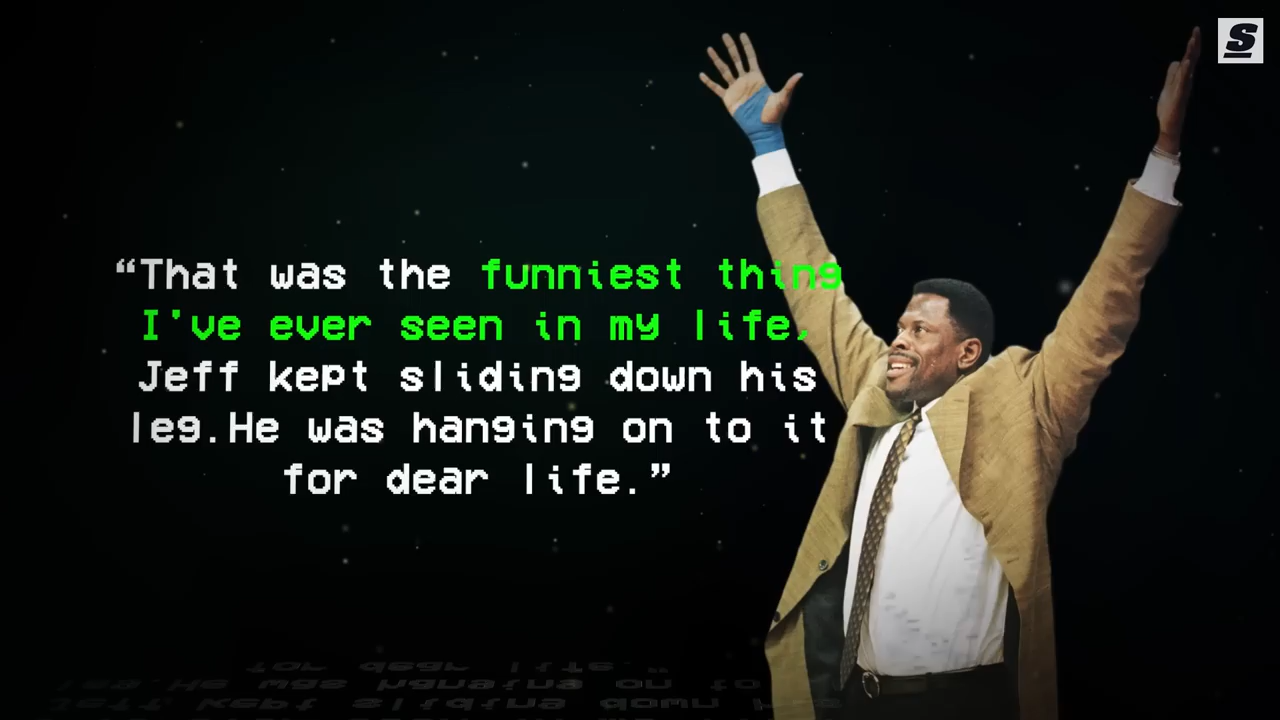 “That was the funniest thing
I've ever seen in my life,
Jeff kept sliding down his
leg.He was hanging on to it
for dear life.”
S